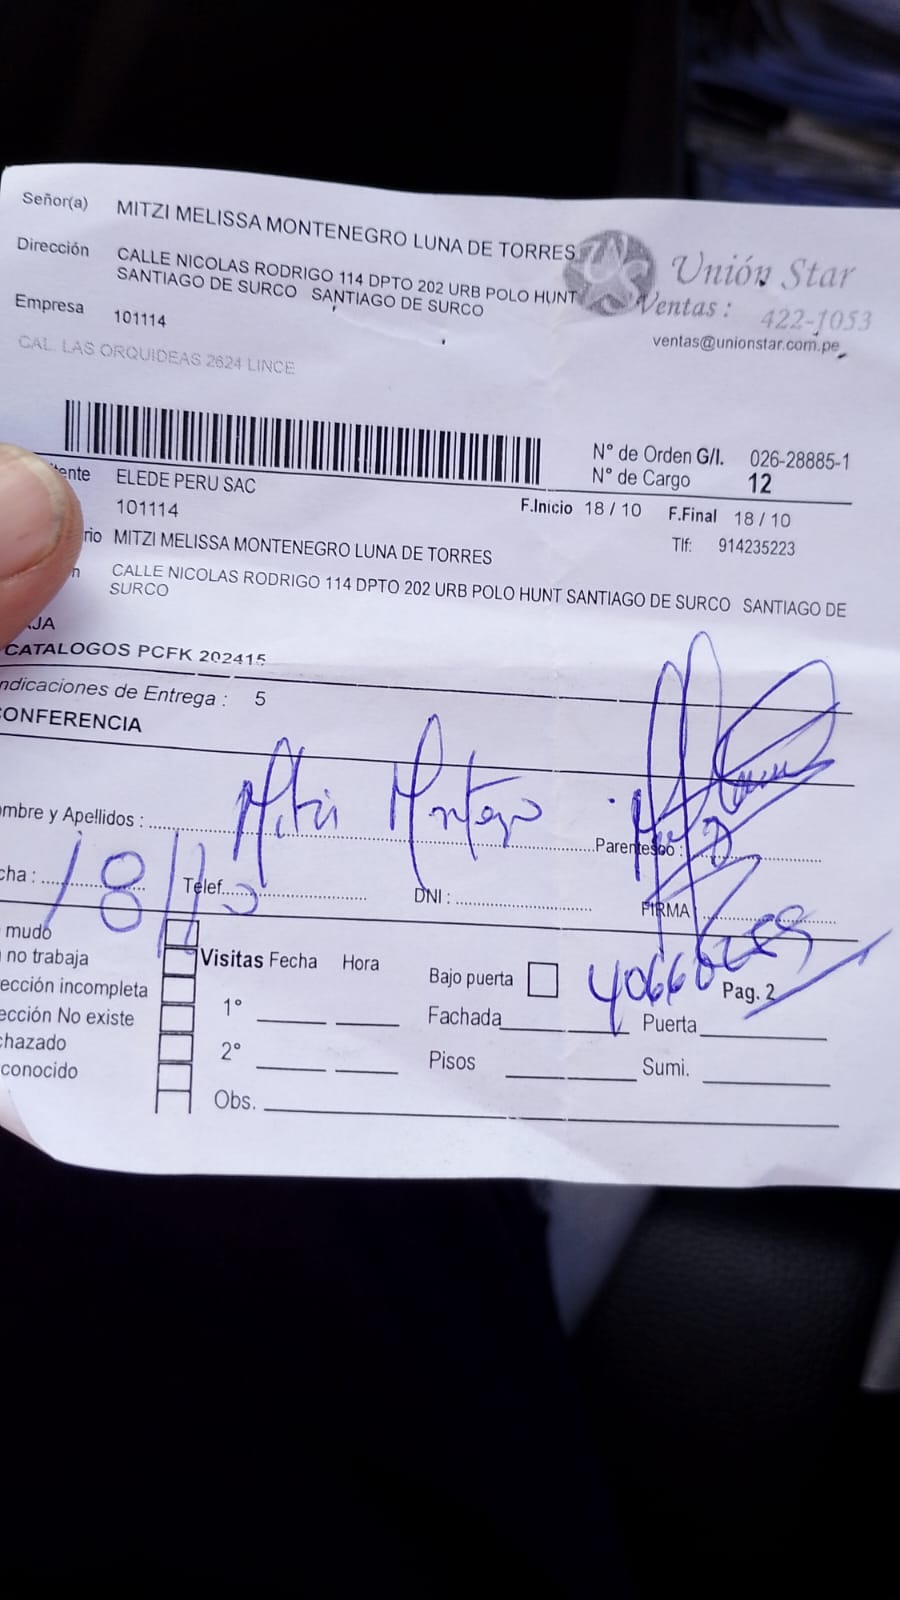 Señor(a) MITZI MELISSA MONTENEGRO LUNA DE TORRES
Dirección CALLE NICOLAS RODRIGO 114 DPTO 202 URB POLO HUNT
SANTIAGO DE SURCO SANTIAGO DE SURCO
Empresa 101114
CAL. LAS ORQUIDEAS 2624 LINCE
Unión Star
Ventas : 422-1053
ventas@unionstar.com.pe
N° de Orden G/I. 026-28885-1
N° de Cargo 12
ente ELEDE PERU SAC
101114
F.Inicio 18 / 10 F.Final 18 / 10
rio MITZI MELISSA MONTENEGRO LUNA DE TORRES
Tlf: 914235223
n CALLE NICOLAS RODRIGO 114 DPTO 202 URB POLO HUNT SANTIAGO DE SURCO SANTIAGO DE
SURCO
JA
CATALOGOS PCFK 202415
ndicaciones de Entrega : 5
CONFERENCIA
ombre y Apellidos : Mitzi Montego
Parentesco :
cha : 18/10 Telef. DNI : FIRMA :
mudo
no trabaja
ección incompleta
ección No existe
chazado
conocido
Visitas Fecha Hora
1°
2°
Obs.
Bajo puerta
Pag. 2
Fachada Puerta
Pisos Sumi.